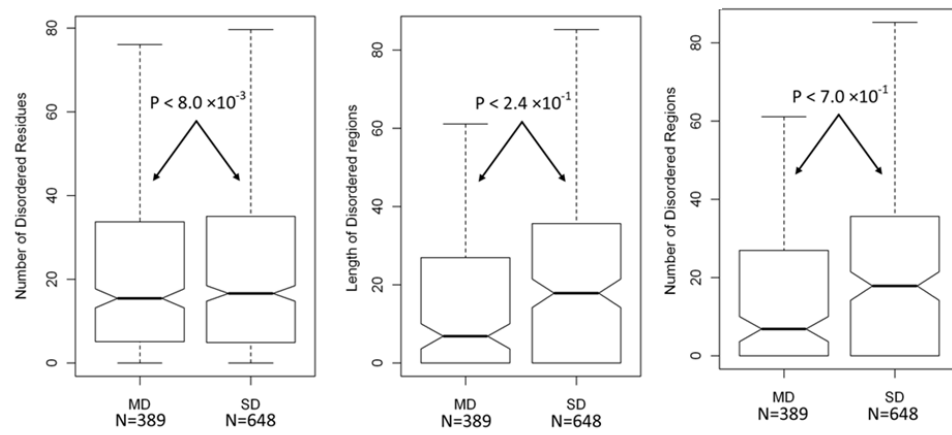 Number of Disordered Residues
80
60
40
20
0
P < 8.0 ×10-3
MD
SD
N=389
N=648
Length of Disordered regions
80
60
40
20
0
P < 2.4 ×10-1
MD
SD
N=389
N=648
Number of Disordered Regions
80
60
40
20
0
P < 7.0 ×10-1
MD
SD
N=389
N=648